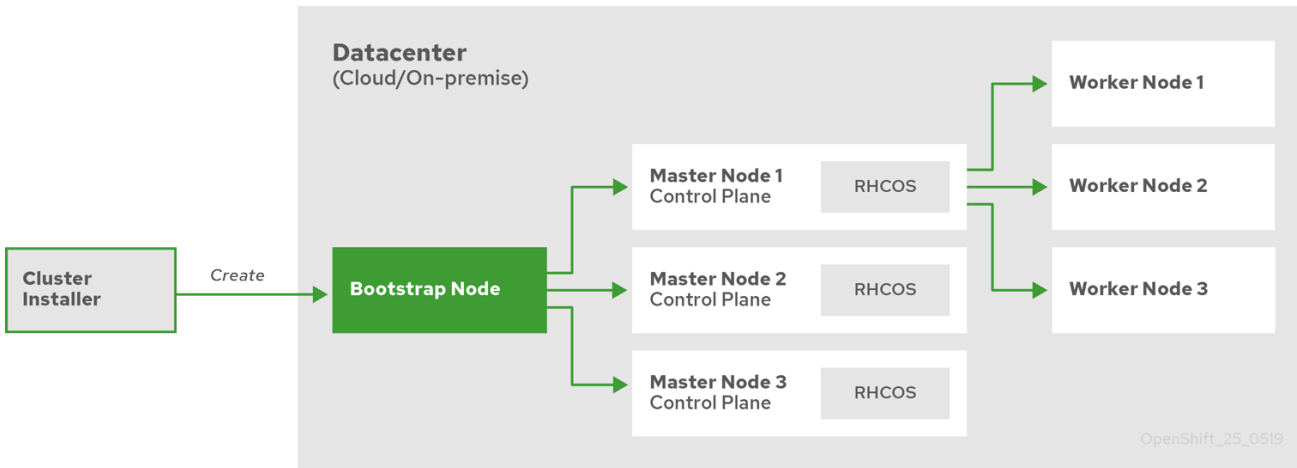 Datacenter
(Cloud/On-premise)
Cluster
Installer
Create
Bootstrap Node
Master Node 1
Control Plane
RHCOS
Master Node 2
Control Plane
RHCOS
Master Node 3
Control Plane
RHCOS
Worker Node 1
Worker Node 2
Worker Node 3
OpenShift_25_0519